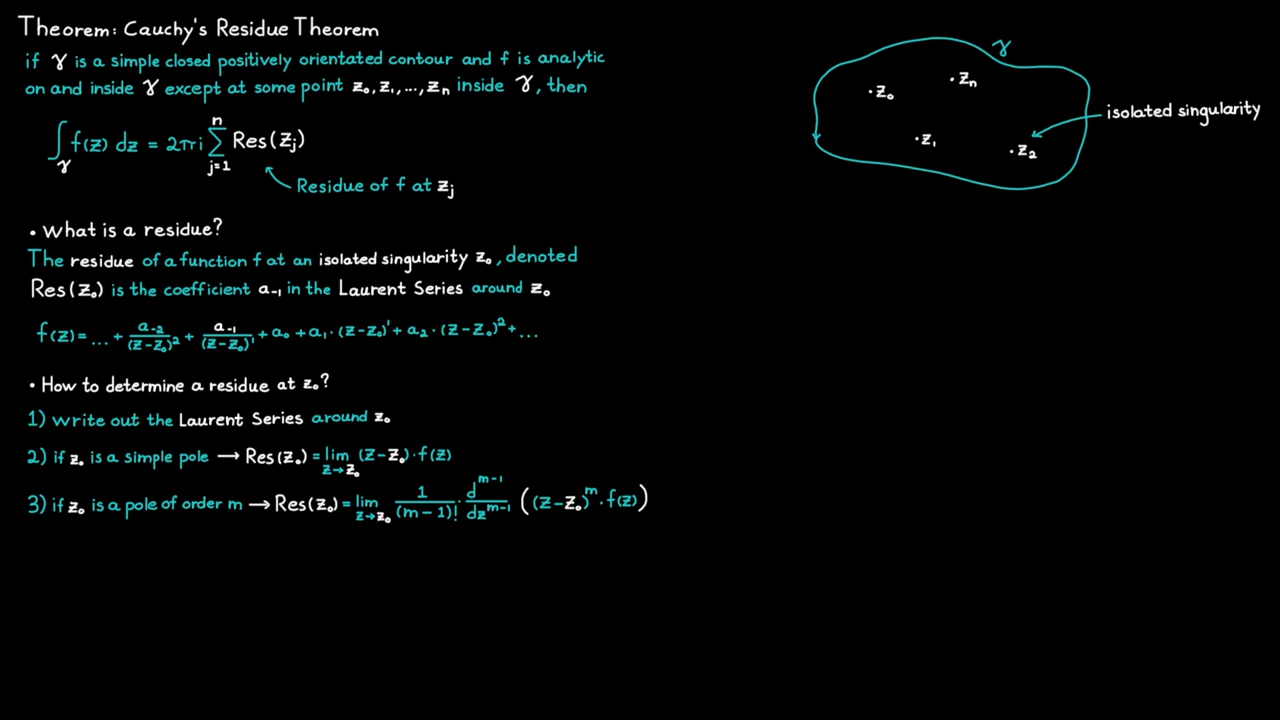 Theorem: Cauchy's Residue Theorem
if γ is a simple closed positively orientated contour and f is analytic
on and inside γ except at some point z₀, z₁, ..., zₙ inside γ, then
∫_γ f(z) dz = 2πi ∑_{j=1}^{n} Res(zⱼ)
Residue of f at zⱼ
• What is a residue?
The residue of a function f at an isolated singularity z₀, denoted
Res(z₀) is the coefficient a₋₁ in the Laurent Series around z₀
f(z) = ... + a₋₂/(z-z₀)² + a₋₁/(z-z₀)¹ + a₀ + a₁·(z-z₀)¹ + a₂·(z-z₀)² + ...
• How to determine a residue at z₀?
1) write out the Laurent Series around z₀
2) if z₀ is a simple pole → Res(z₀) = lim_{z→z₀} (z-z₀)·f(z)
3) if z₀ is a pole of order m → Res(z₀) = lim_{z→z₀} 1/(m-1)! · d^{m-1}/dz^{m-1} ((z-z₀)^m · f(z))
γ
·z₀
·zₙ
·z₁
·z₂
isolated singularity